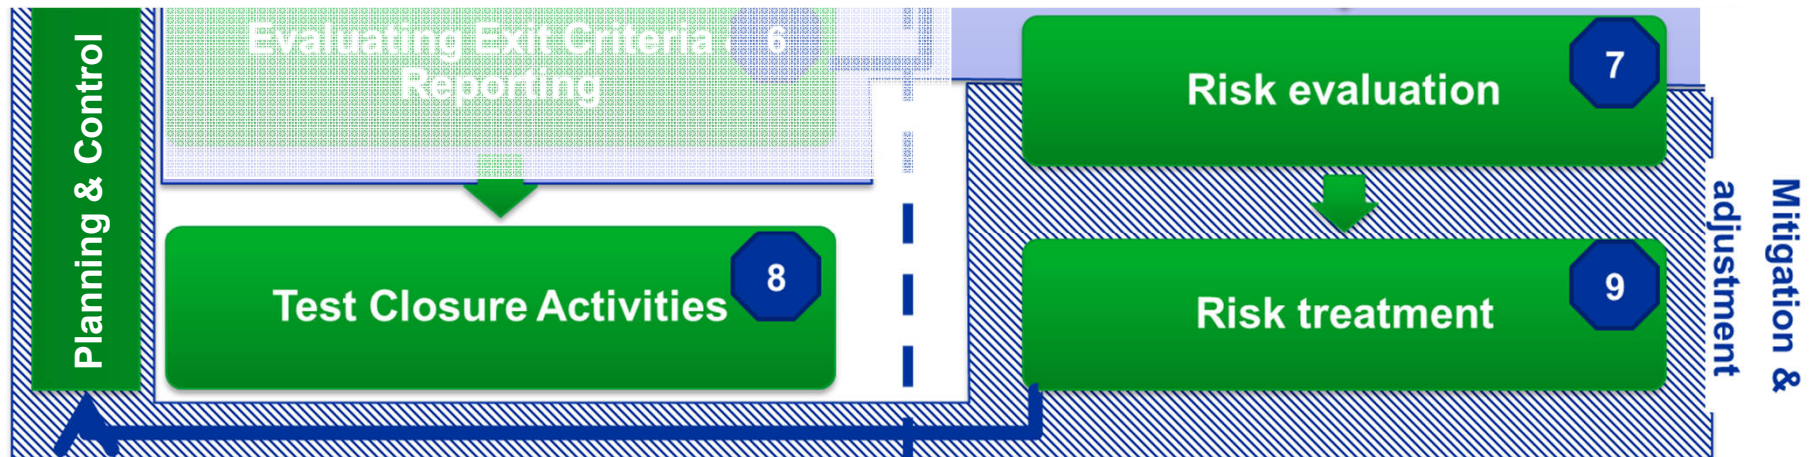 Planning & Control
Evaluating Exit Criteria
Reporting
6
Test Closure Activities
8
Risk evaluation
7
Risk treatment
9
Mitigation &
adjustment